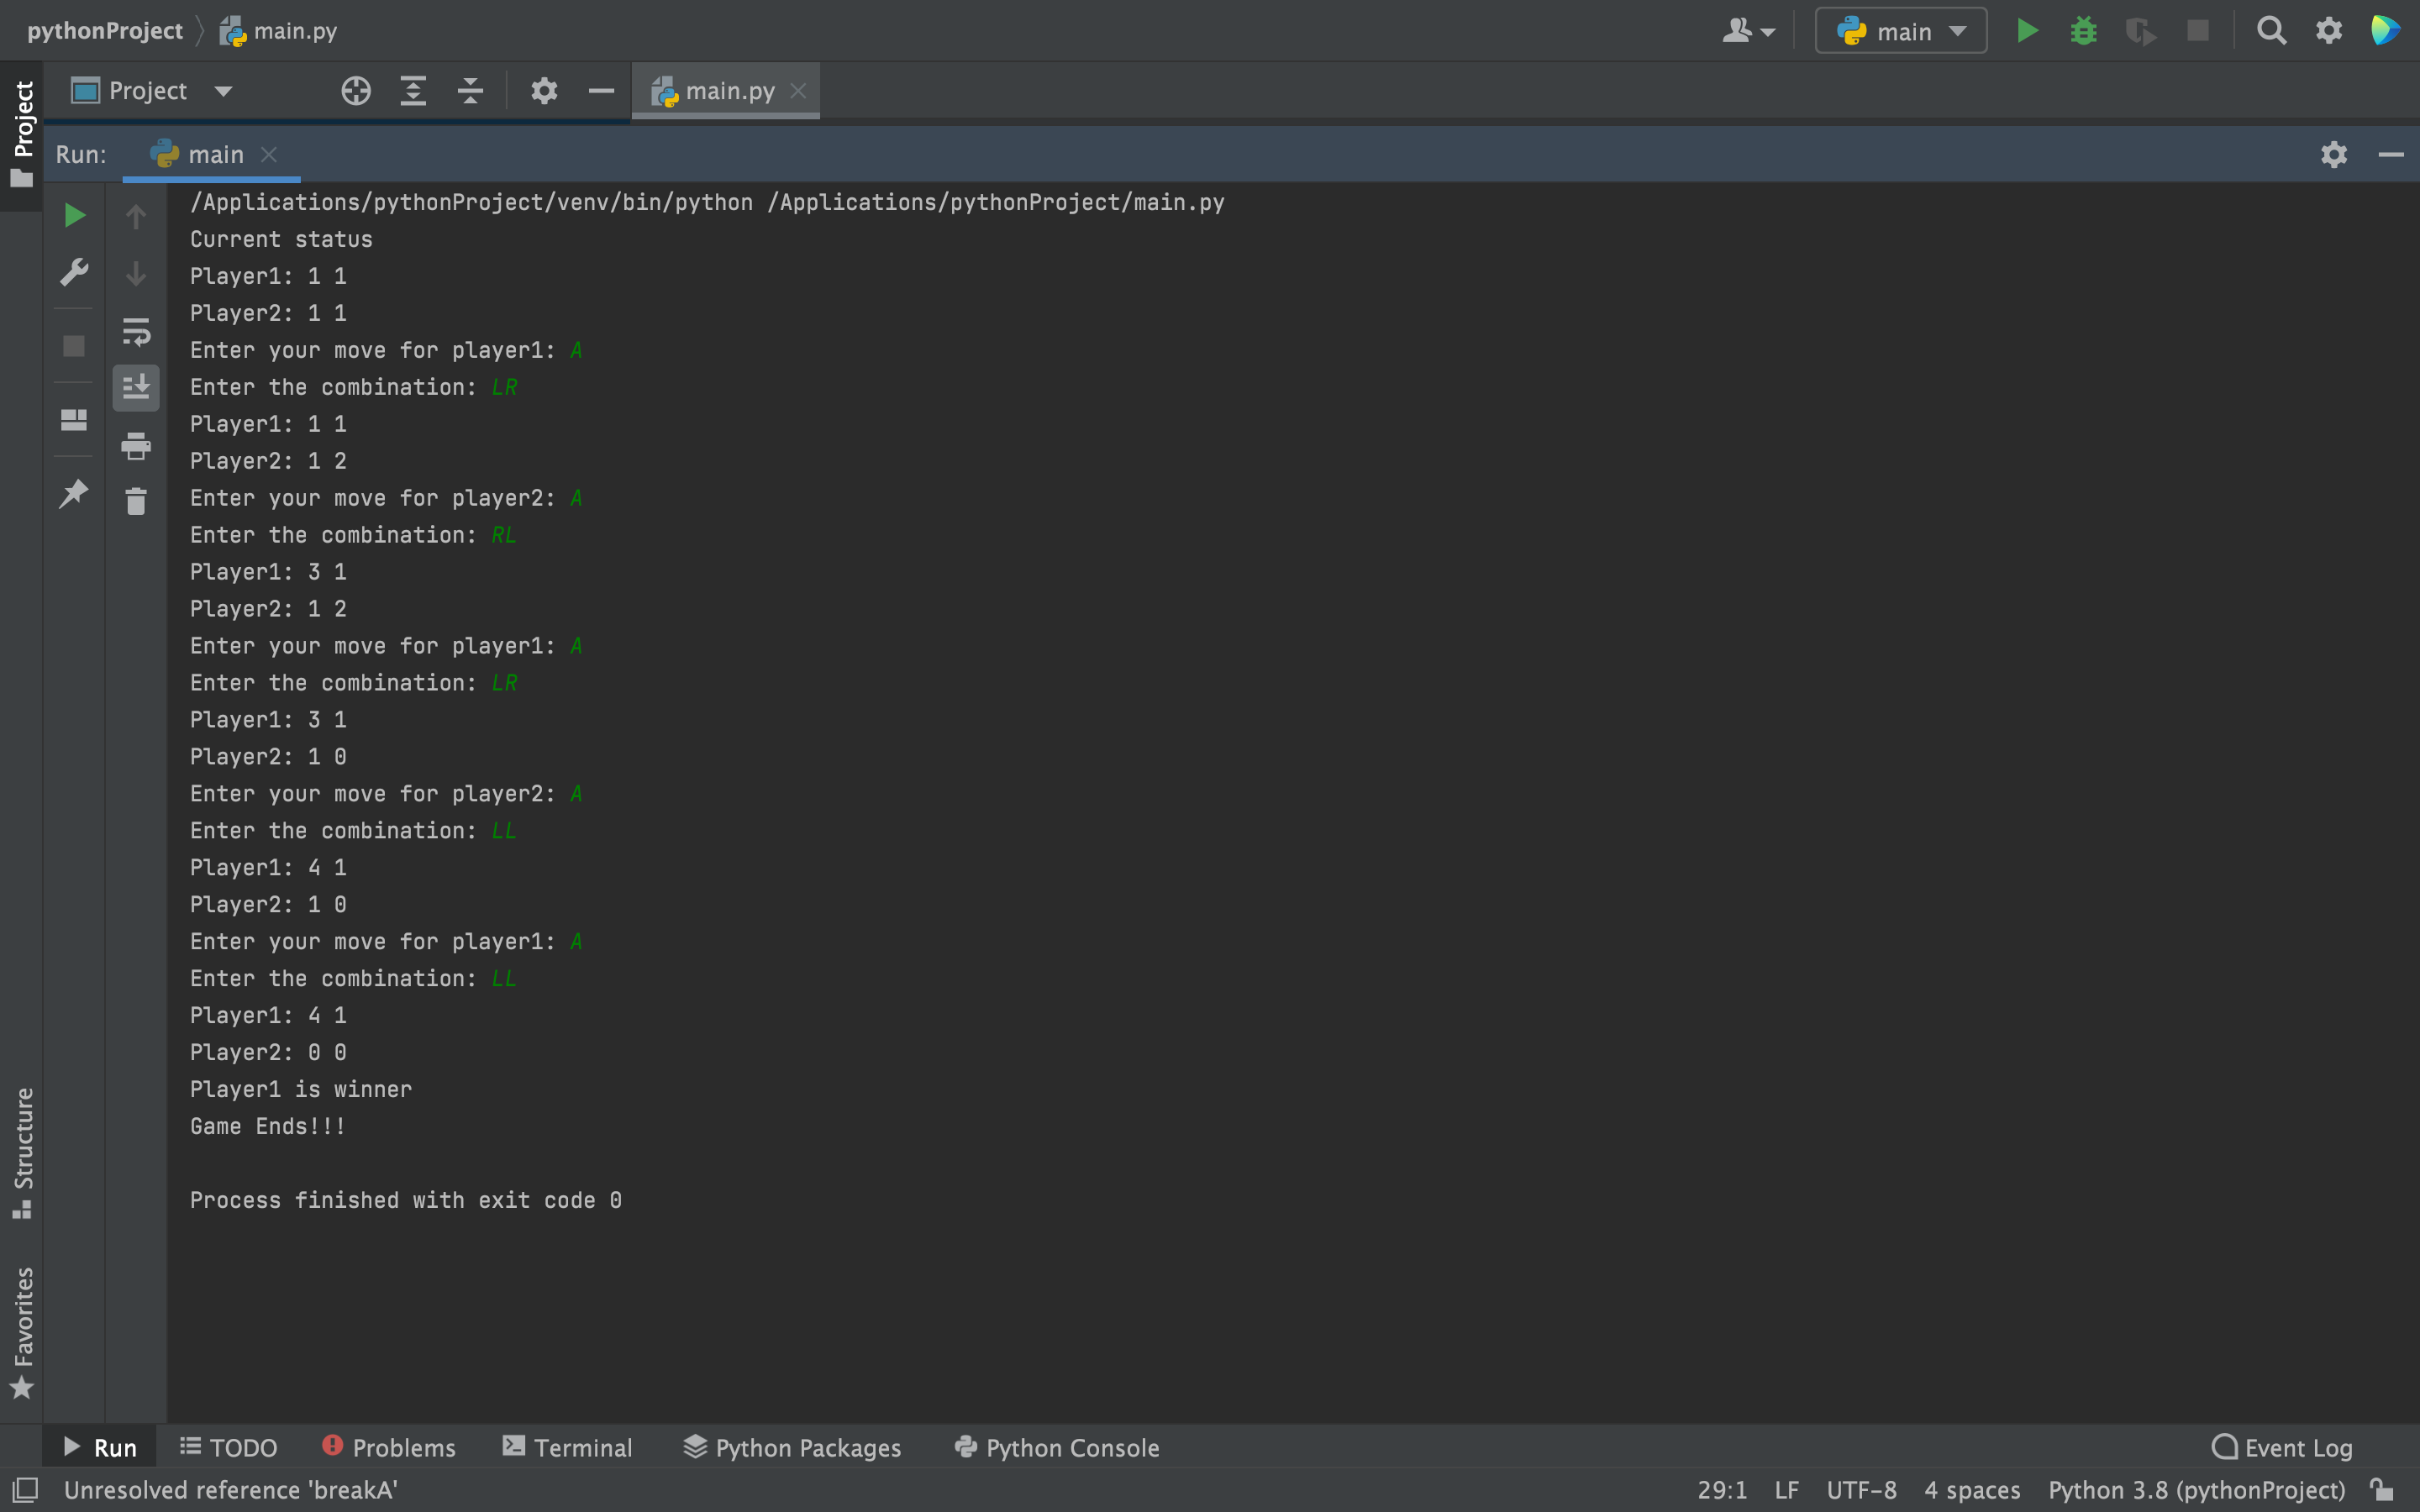 pythonProject main.py main
Project main.py
Project
Run: main
/Applications/pythonProject/venv/bin/python /Applications/pythonProject/main.py
Current status
Player1: 1 1
Player2: 1 1
Enter your move for player1: A
Enter the combination: LR
Player1: 1 1
Player2: 1 2
Enter your move for player2: A
Enter the combination: RL
Player1: 3 1
Player2: 1 2
Enter your move for player1: A
Enter the combination: LR
Player1: 3 1
Player2: 1 0
Enter your move for player2: A
Enter the combination: LL
Player1: 4 1
Player2: 1 0
Enter your move for player1: A
Enter the combination: LL
Player1: 4 1
Player2: 0 0
Player1 is winner
Game Ends!!!
Process finished with exit code 0
Structure
Favorites
Run TODO Problems Terminal Python Packages Python Console Event Log
Unresolved reference 'breakA' 29:1 LF UTF-8 4 spaces Python 3.8 (pythonProject)